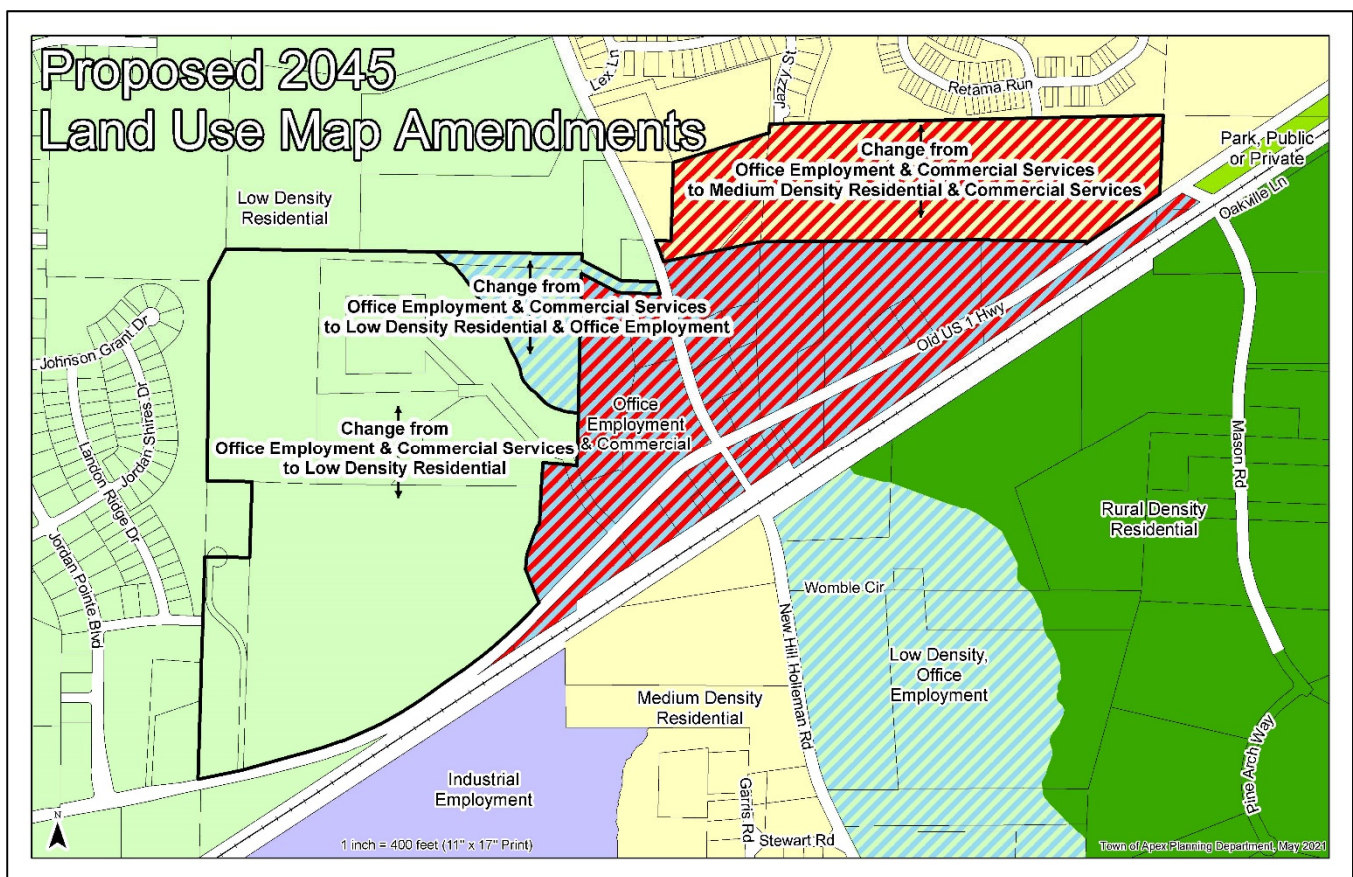 Proposed 2045
Land Use Map Amendments
Lex Ln
Jazzy St
Retama Run
Park, Public
or Private
Oakville Ln
Change from
Office Employment & Commercial Services
to Medium Density Residential & Commercial Services
Low Density
Residential
Change from
Office Employment & Commercial Services
to Low Density Residential & Office Employment
Old US 1 Hwy
Johnson Grant Dr
Jordan Shires Dr
Landon Ridge Dr
Jordan Pointe Blvd
Office
Employment
& Commercial
Change from
Office Employment & Commercial Services
to Low Density Residential
Mason Rd
Rural Density
Residential
Womble Cir
New Hill Holleman Rd
Low Density,
Office
Employment
Medium Density
Residential
Industrial
Employment
Garris Rd
Stewart Rd
Pine Arch Way
N
1 inch = 400 feet (11" x 17" Print)
Town of Apex Planning Department, May 2021